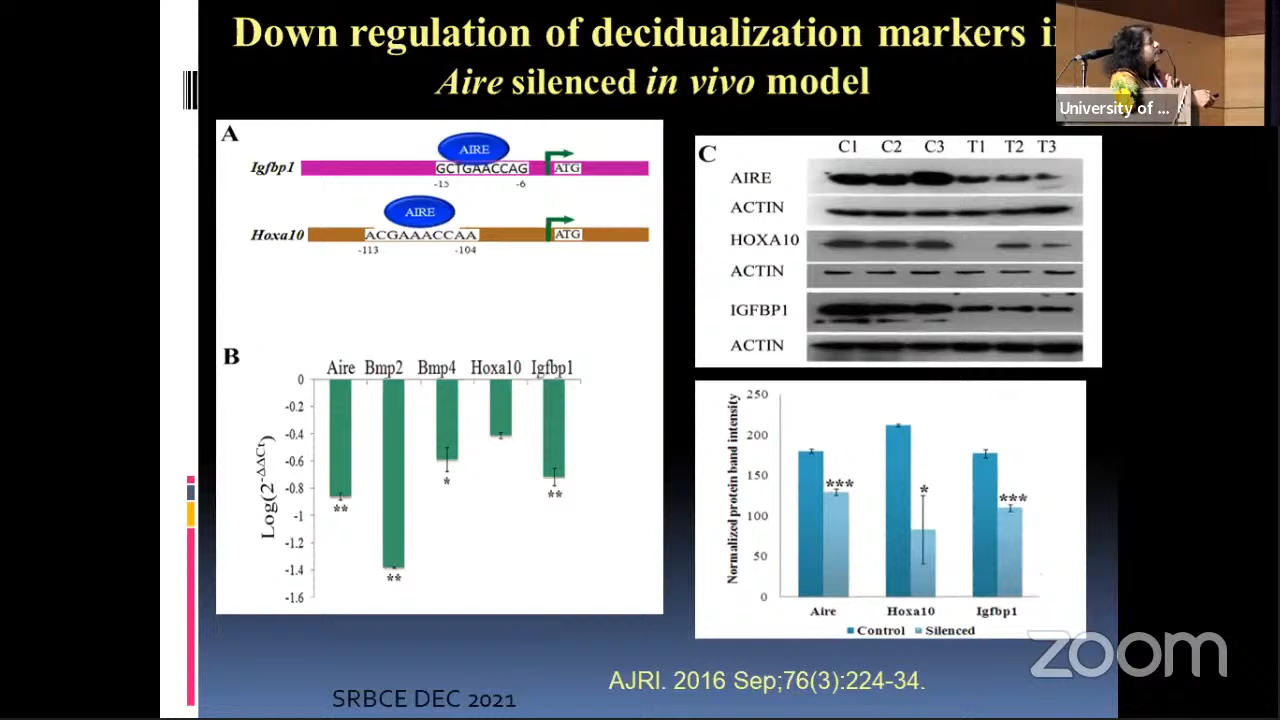 Down regulation of decidualization markers i
Aire silenced in vivo model
University of ...
A
AIRE
Igfbp1
GCTGAACCAG
ATG
-15
-6
AIRE
Hoxa10
ACGAAACCAA
ATG
-113
-104
B
Aire Bmp2 Bmp4 Hoxa10 Igfbp1
0
-0.2
-0.4
-0.6
-0.8
-1
-1.2
-1.4
-1.6
Log(2^-ΔΔCt)
**
**
*
**
C
C1 C2 C3 T1 T2 T3
AIRE
ACTIN
HOXA10
ACTIN
IGFBP1
ACTIN
Normalized protein band intensity
250
200
150
100
50
0
***
*
***
Aire Hoxa10 Igfbp1
Control Silenced
zoom
AJRI. 2016 Sep;76(3):224-34.
SRBCE DEC 2021